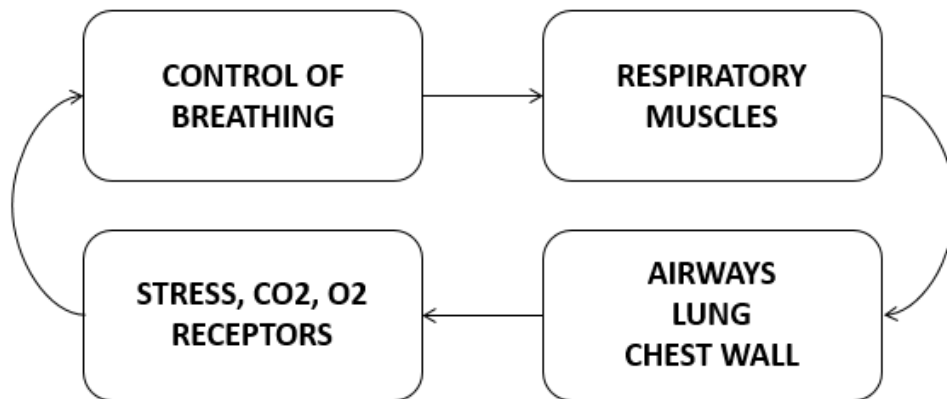 CONTROL OF
BREATHING
RESPIRATORY
MUSCLES
STRESS, CO2, O2
RECEPTORS
AIRWAYS
LUNG
CHEST WALL